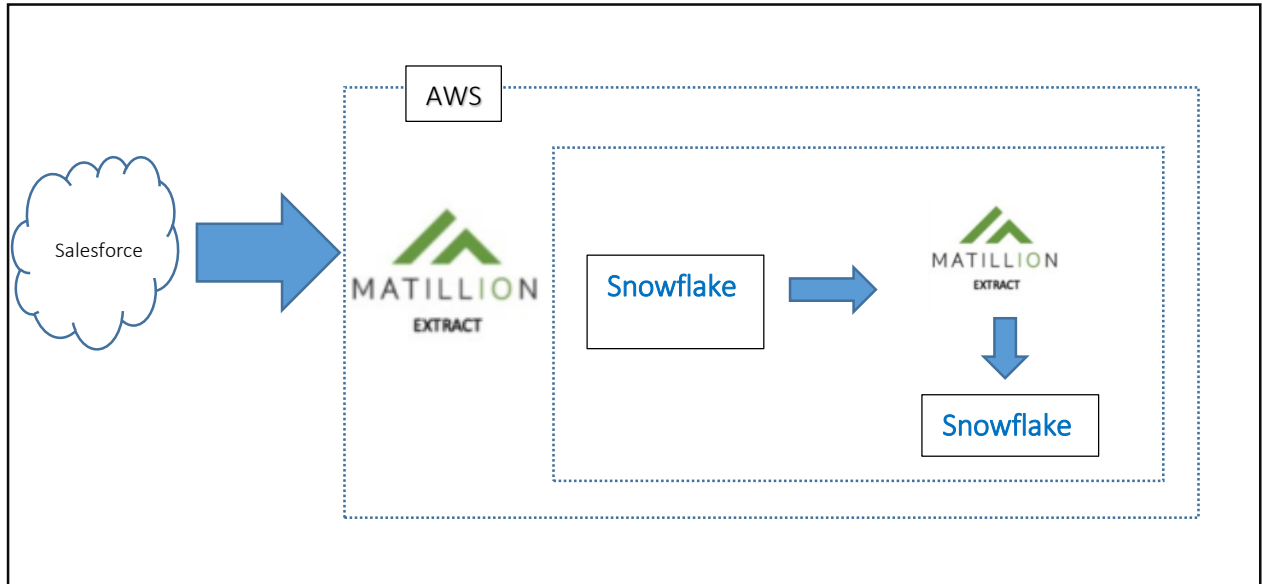 AWS
Salesforce
MATILLION
EXTRACT
Snowflake
MATILLION
EXTRACT
Snowflake